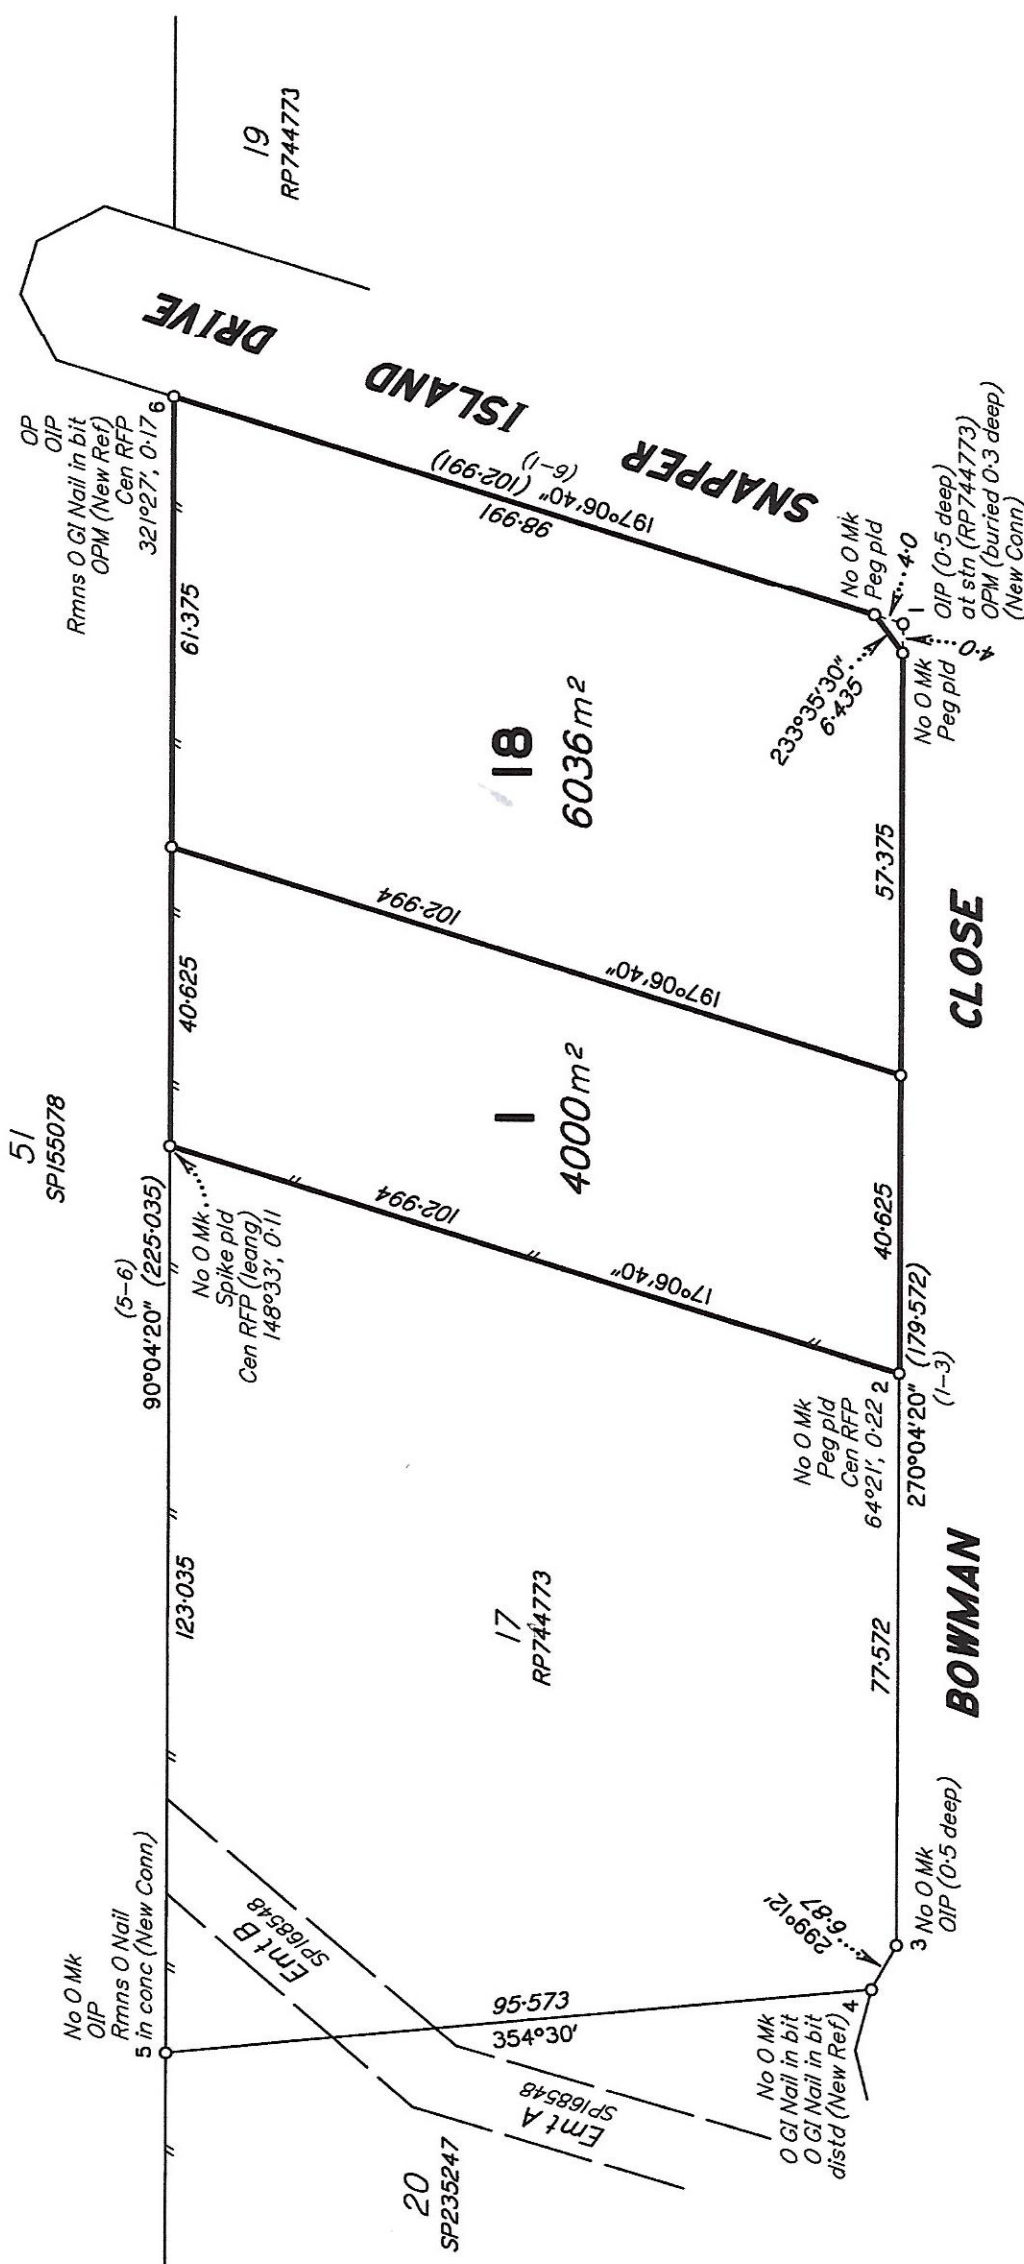 51
SP155078
19
RP744773
OP
OIP
Rmns O GI Nail in bit
OPM (New Ref)
Cen RFP
321°27', 0·17
6
No O Mk
OIP
Rmns O Nail
in conc (New Conn)
5
123·035
(5-6)
90°04'20" (225·035)
40·625
61·375
No O Mk
Spike pld
Cen RFP (leang)
148°33', 0·11
SNAPPER ISLAND DRIVE
98·991
197°06'40" (102·991)
(6-1)
102·994
197°06'40"
102·994
17°06'40"
18
6036m²
1
4000m²
17
RP744773
Emt B
SP168548
Emt A
SP168548
20
SP235247
95·573
354°30'
No O Mk
O GI Nail in bit
O GI Nail in bit
distd (New Ref)
4
299°12'
6·87
3
No O Mk
OIP (0·5 deep)
77·572
No O Mk
Peg pld
Cen RFP
64°21', 0·22
2
270°04'20" (179·572)
(1-3)
40·625
57·375
233°35'30"
6·435
No O Mk
Peg pld
No O Mk
Peg pld
4·0
4·0
1
OIP (0·5 deep)
at stn (RP744773)
OPM (buried 0·3 deep)
(New Conn)
BOWMAN CLOSE